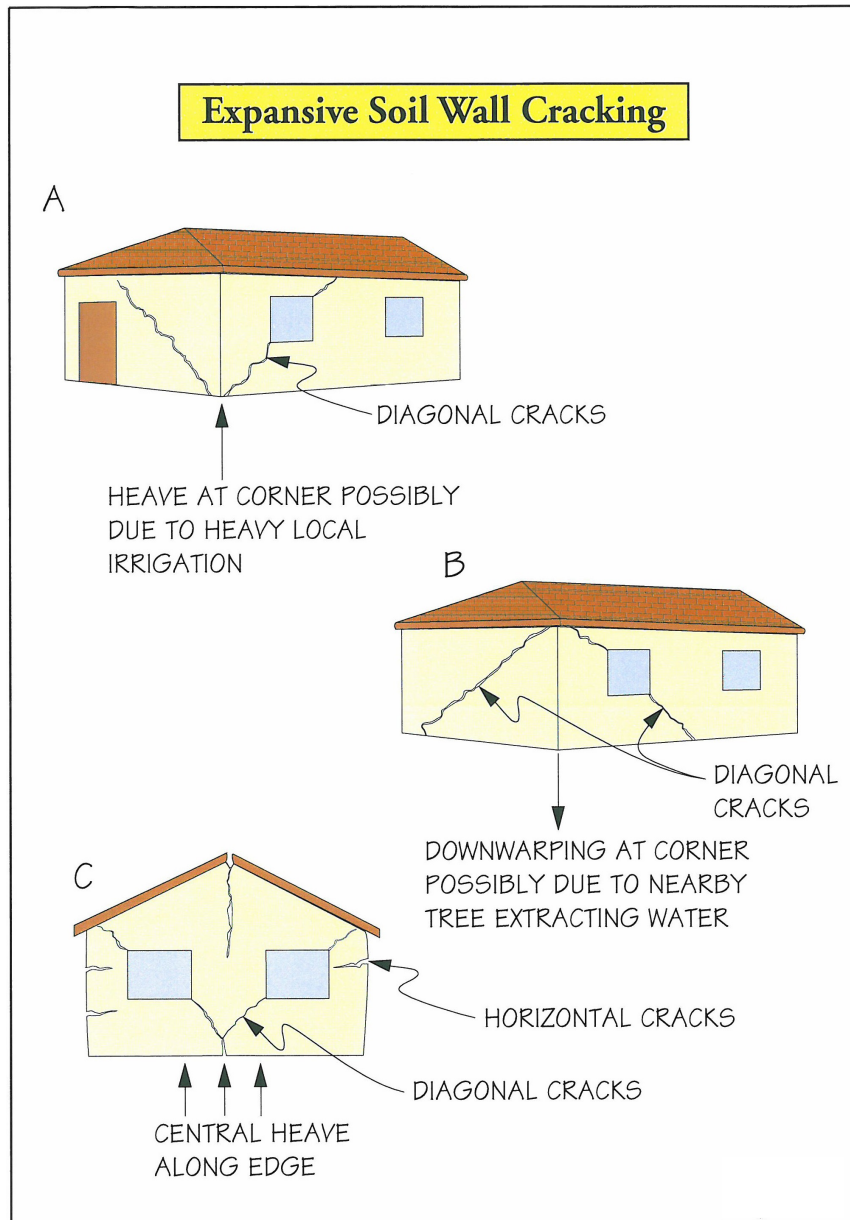 Expansive Soil Wall Cracking
A
DIAGONAL CRACKS
HEAVE AT CORNER POSSIBLY
DUE TO HEAVY LOCAL
IRRIGATION
B
DIAGONAL
CRACKS
DOWNWARPING AT CORNER
POSSIBLY DUE TO NEARBY
TREE EXTRACTING WATER
C
HORIZONTAL CRACKS
DIAGONAL CRACKS
CENTRAL HEAVE
ALONG EDGE